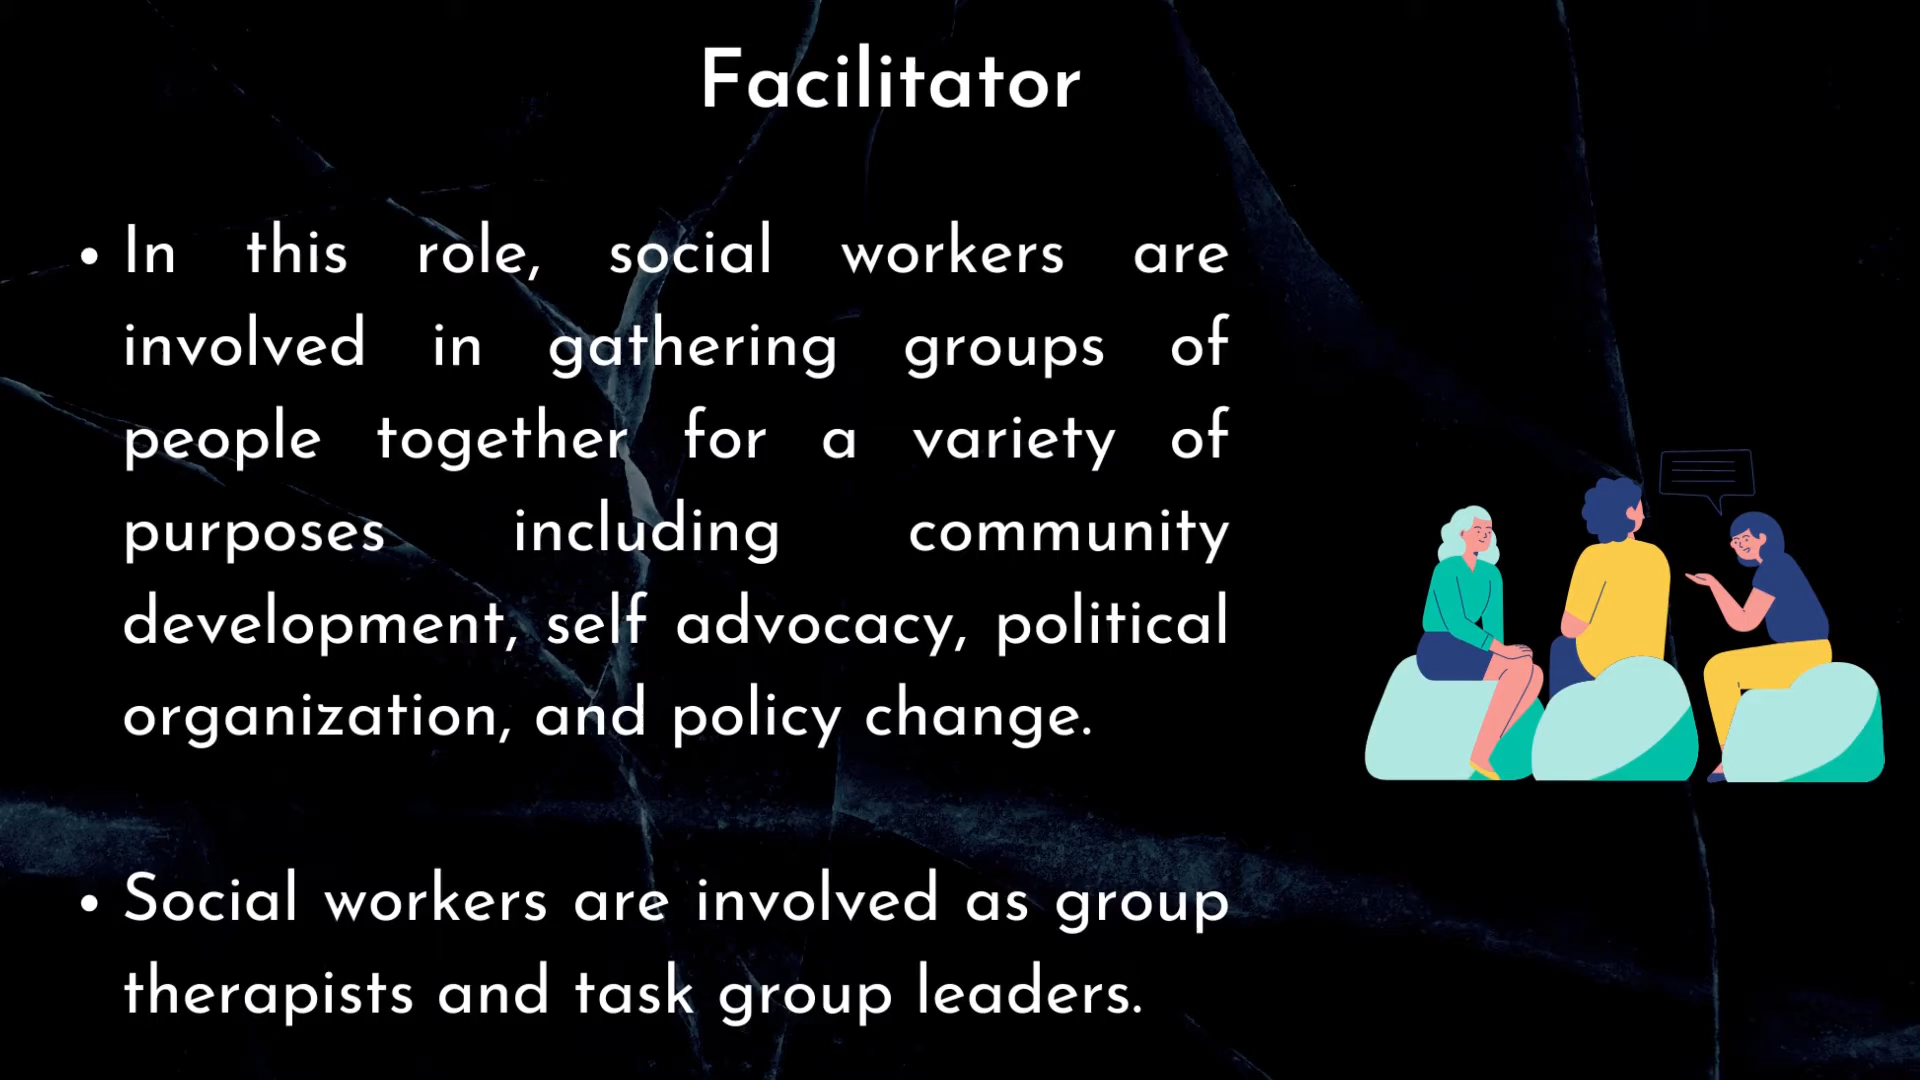 Facilitator
• In this role, social workers are
involved in gathering groups of
people together for a variety of
purposes including community
development, self advocacy, political
organization, and policy change.
• Social workers are involved as group
therapists and task group leaders.